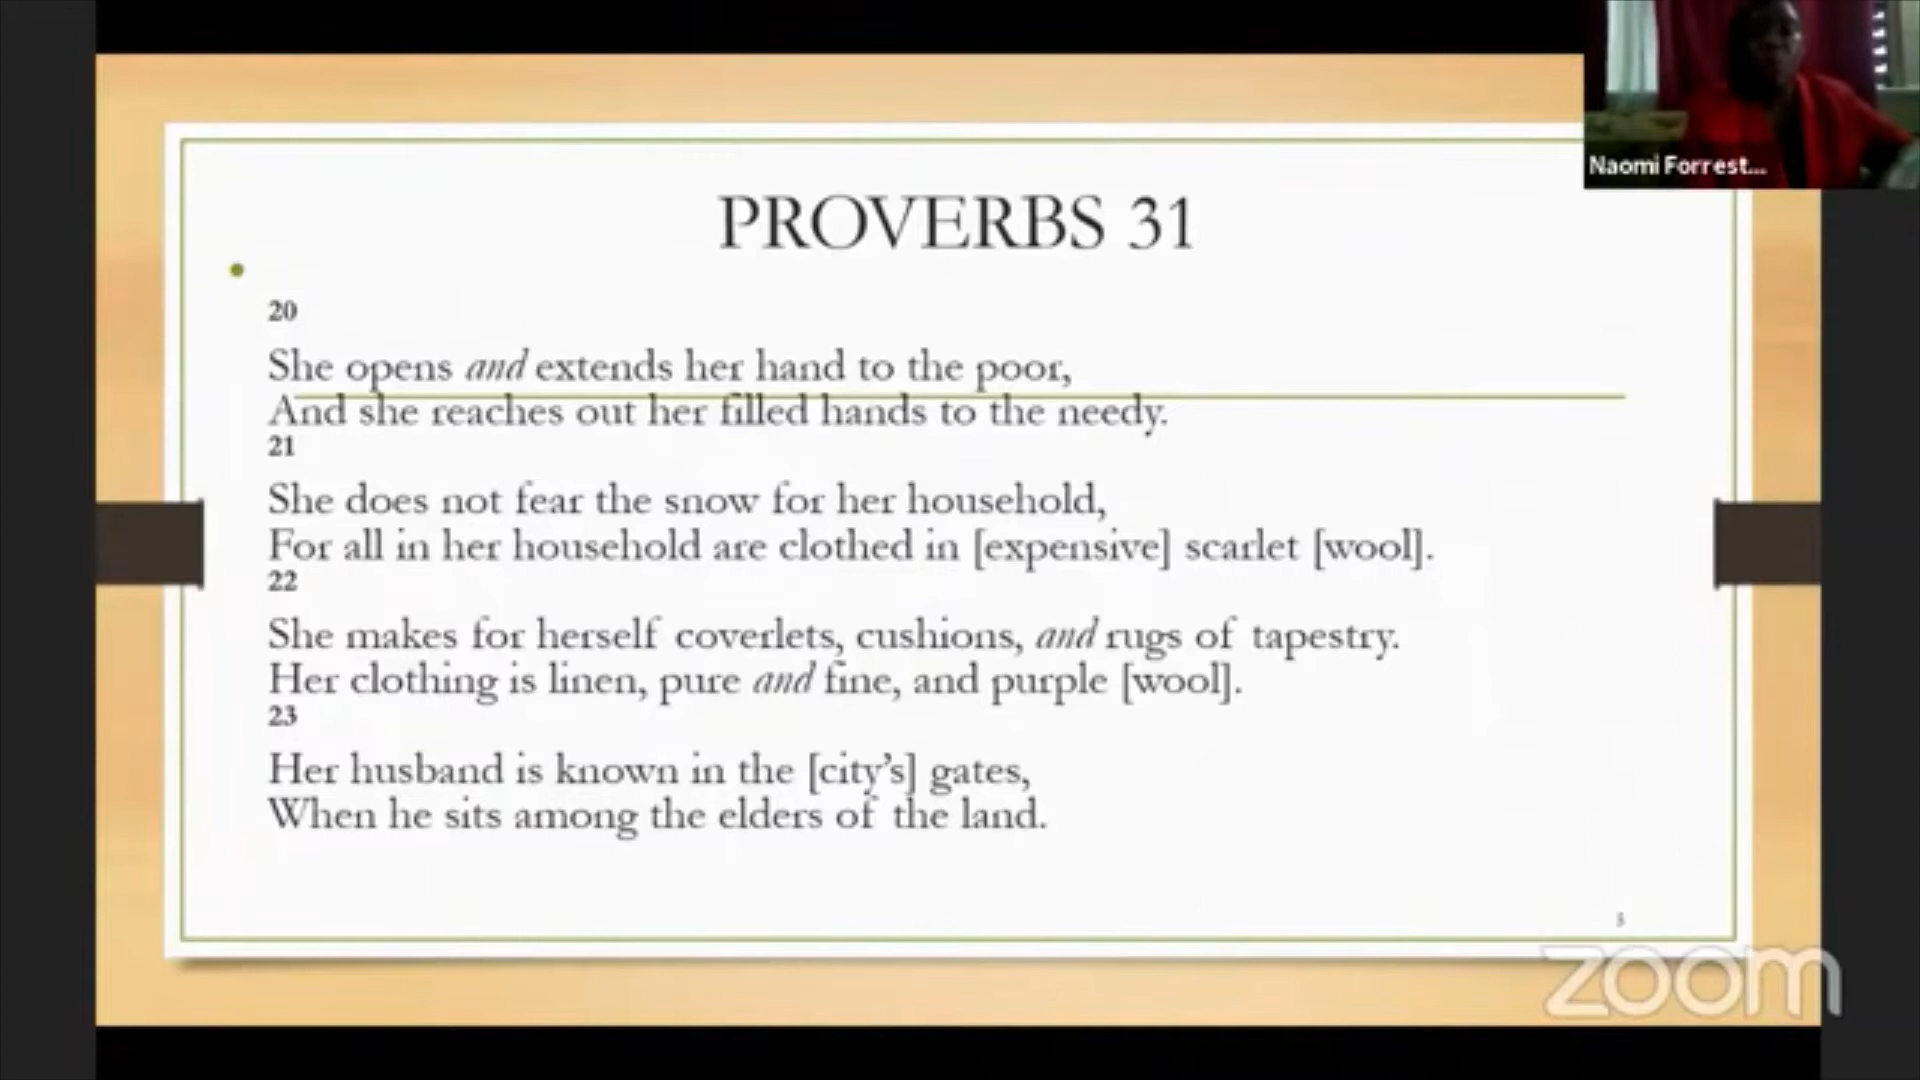 Naomi Forrest...
PROVERBS 31
20
She opens and extends her hand to the poor,
And she reaches out her filled hands to the needy.
21
She does not fear the snow for her household,
For all in her household are clothed in [expensive] scarlet [wool].
22
She makes for herself coverlets, cushions, and rugs of tapestry.
Her clothing is linen, pure and fine, and purple [wool].
23
Her husband is known in the [city’s] gates,
When he sits among the elders of the land.
zoom